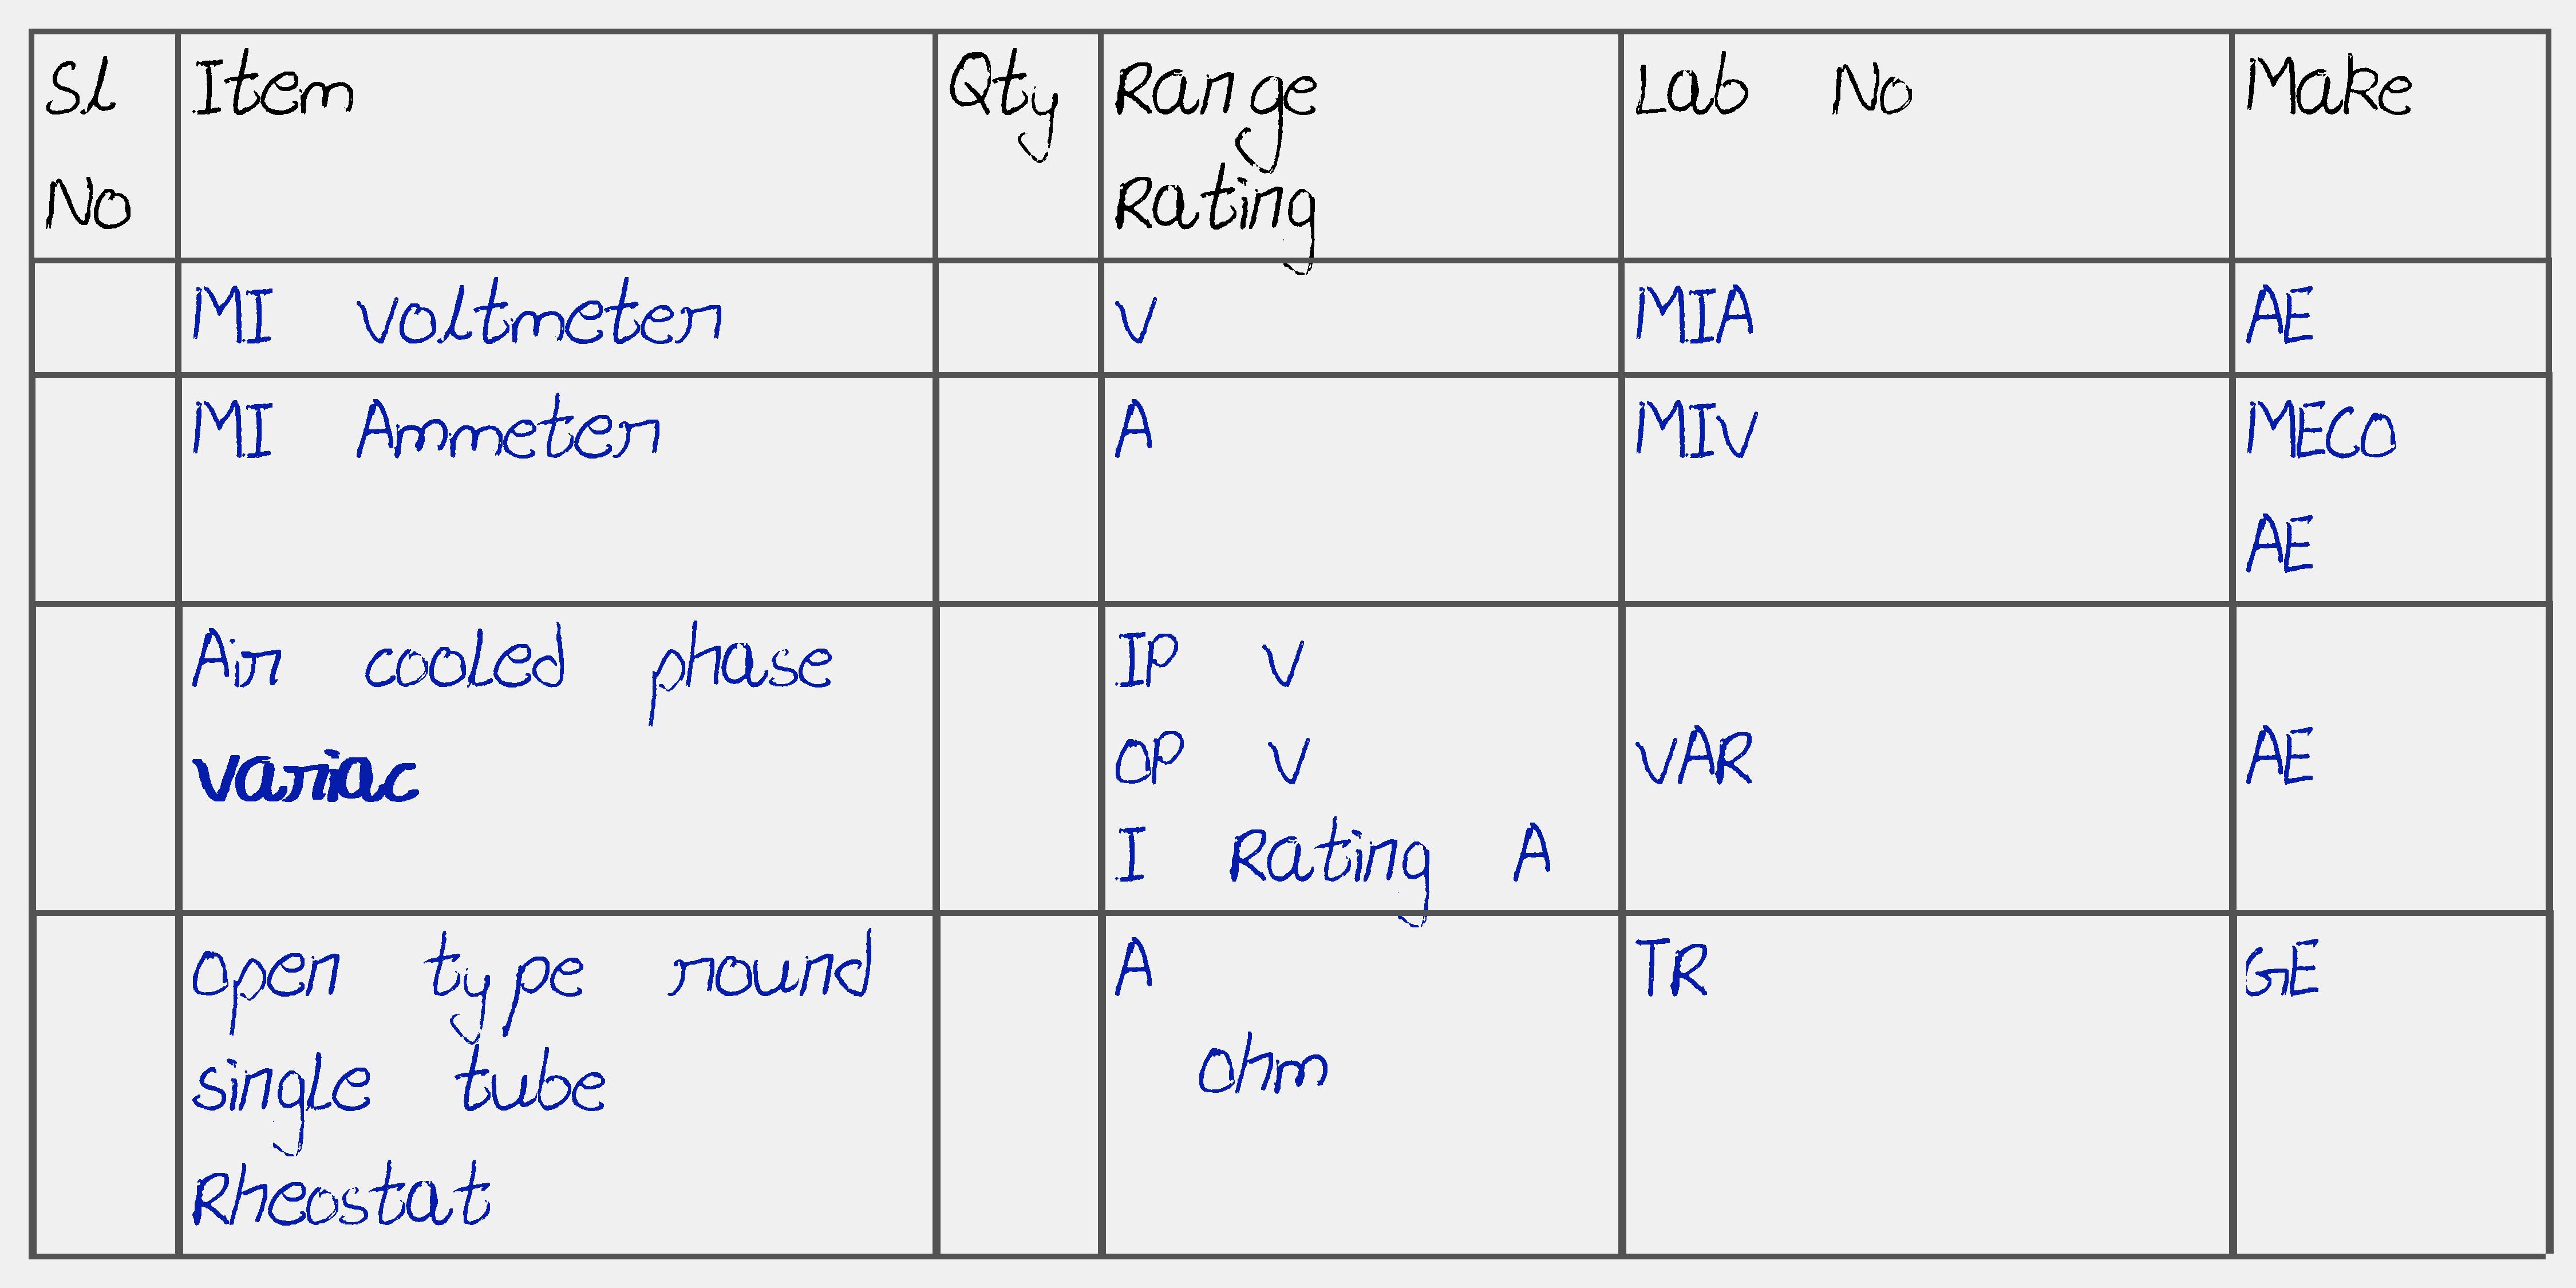 Sl Item Qty Range Lab No Make
No Rating
MI Voltmeter V MIA AE
MI Ammeter A MIV MECO
AE
Air cooled phase IP V
variac OP V VAR AE
I Rating A
open type round A TR GE
single tube ohm
Rheostat